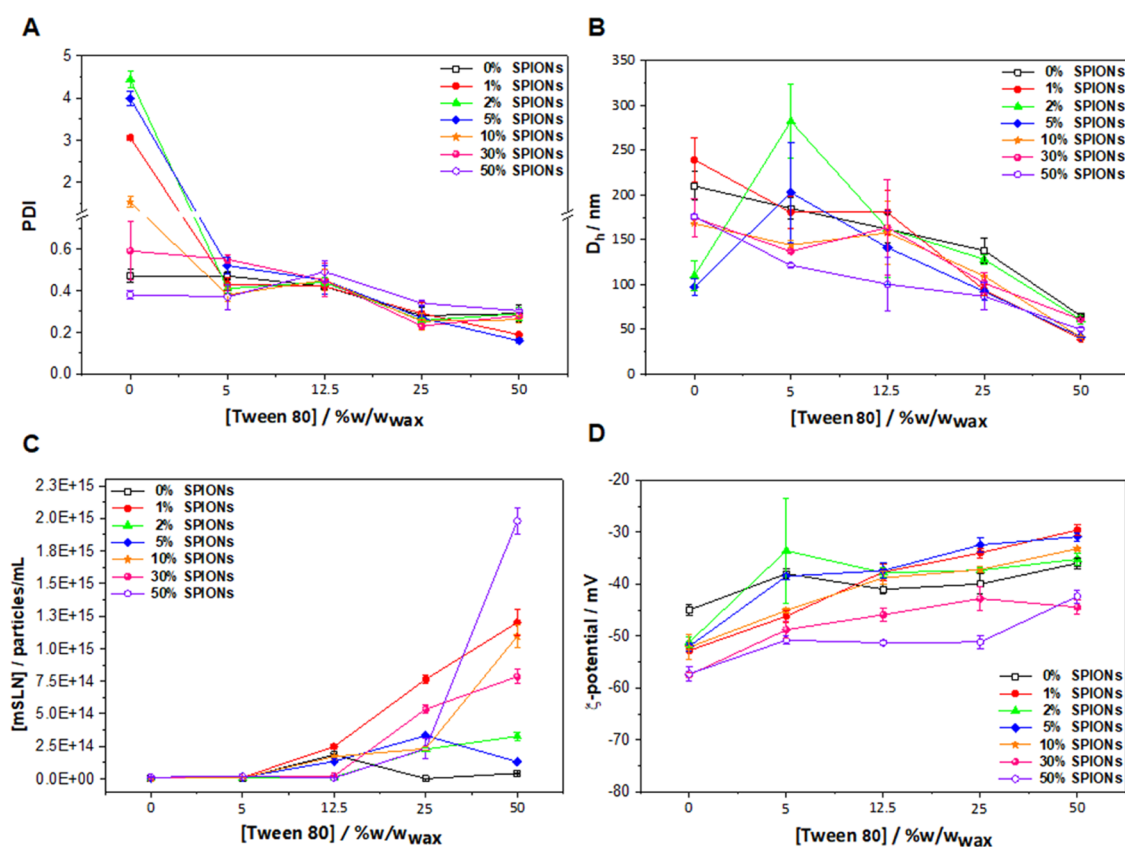 A
5
4
3
2
0.6
0.4
0.2
0.0
PDI
0% SPIONs
1% SPIONs
2% SPIONs
5% SPIONs
10% SPIONs
30% SPIONs
50% SPIONs
0 5 12.5 25 50
[Tween 80] / %w/wwax
B
350
300
250
200
150
100
50
0
Dh / nm
0% SPIONs
1% SPIONs
2% SPIONs
5% SPIONs
10% SPIONs
30% SPIONs
50% SPIONs
0 5 12.5 25 50
[Tween 80] / %w/wwax
C
2.3E+15
2.0E+15
1.8E+15
1.5E+15
1.3E+15
1.0E+15
7.5E+14
5.0E+14
2.5E+14
0.0E+00
[mSLN] / particles/mL
0% SPIONs
1% SPIONs
2% SPIONs
5% SPIONs
10% SPIONs
30% SPIONs
50% SPIONs
0 5 12.5 25 50
[Tween 80] / %w/wwax
D
-20
-30
-40
-50
-60
-70
-80
ζ-potential / mV
0% SPIONs
1% SPIONs
2% SPIONs
5% SPIONs
10% SPIONs
30% SPIONs
50% SPIONs
0 5 12.5 25 50
[Tween 80] / %w/wwax